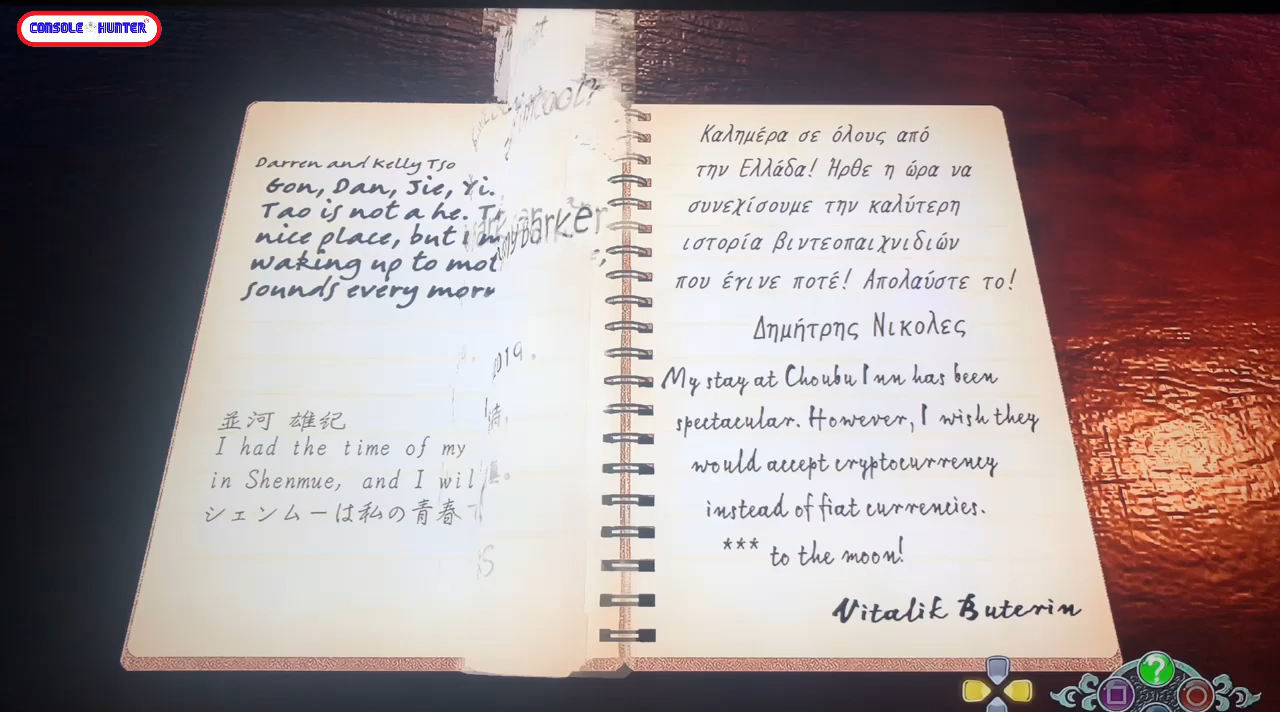 CONSOLE HUNTER
Darren and Kelly Tso
Gon, Dan, Jie, Yi.
Tao is not a he.
nice place, but
waking up to
sounds every
並河 雄纪
I had the time of my
in Shenmue, and I
シェンムーは私の青春
2019.
Barker
Καλημέρα σε όλους από
την Ελλάδα! Ήρθε η ώρα να
συνεχίσουμε την καλύτερη
ιστορία βιντεοπαιχνιδιών
που έγινε ποτέ! Απολαύστε το!
Δημήτρης Νικολες
My stay at Choubu Inn has been
spectacular. However, I wish they
would accept cryptocurrency
instead of fiat currencies.
*** to the moon!
Vitalik Buterin
?